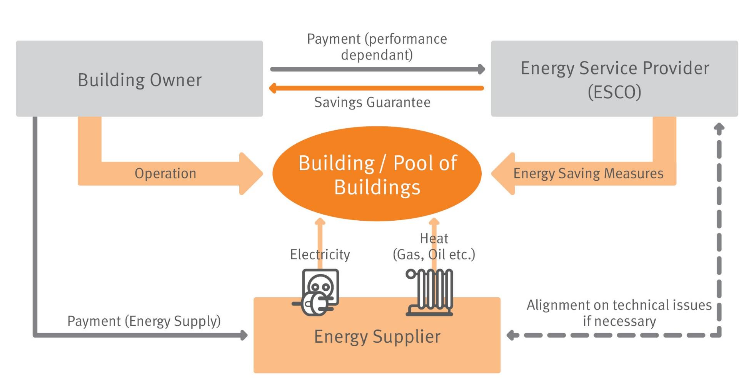 Payment (performance
dependant)
Building Owner
Energy Service Provider
(ESCO)
Savings Guarantee
Building / Pool of
Buildings
Operation
Energy Saving Measures
Electricity
Heat
(Gas, Oil etc.)
Alignment on technical issues
if necessary
Payment (Energy Supply)
Energy Supplier